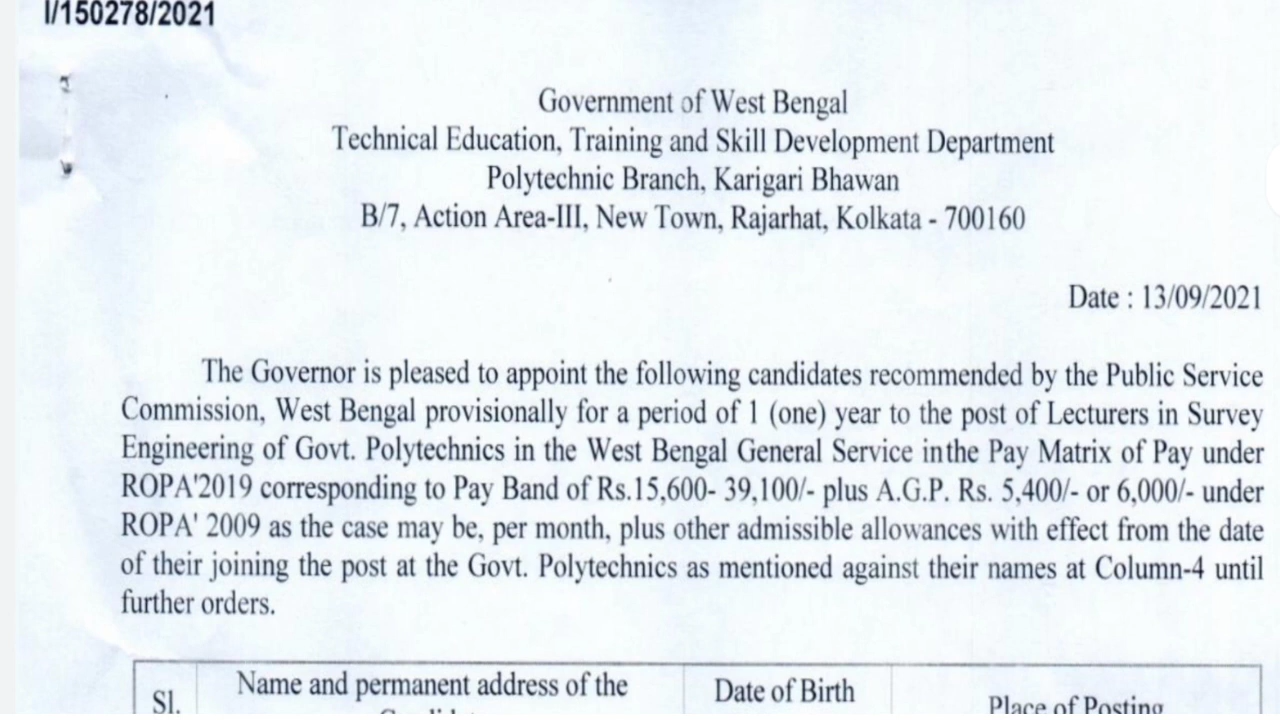 I/150278/2021
Government of West Bengal
Technical Education, Training and Skill Development Department
Polytechnic Branch, Karigari Bhawan
B/7, Action Area-III, New Town, Rajarhat, Kolkata - 700160
Date : 13/09/2021
The Governor is pleased to appoint the following candidates recommended by the Public Service
Commission, West Bengal provisionally for a period of 1 (one) year to the post of Lecturers in Survey
Engineering of Govt. Polytechnics in the West Bengal General Service inthe Pay Matrix of Pay under
ROPA'2019 corresponding to Pay Band of Rs.15,600- 39,100/- plus A.G.P. Rs. 5,400/- or 6,000/- under
ROPA' 2009 as the case may be, per month, plus other admissible allowances with effect from the date
of their joining the post at the Govt. Polytechnics as mentioned against their names at Column-4 until
further orders.
Sl. Name and permanent address of the Date of Birth Place of Posting